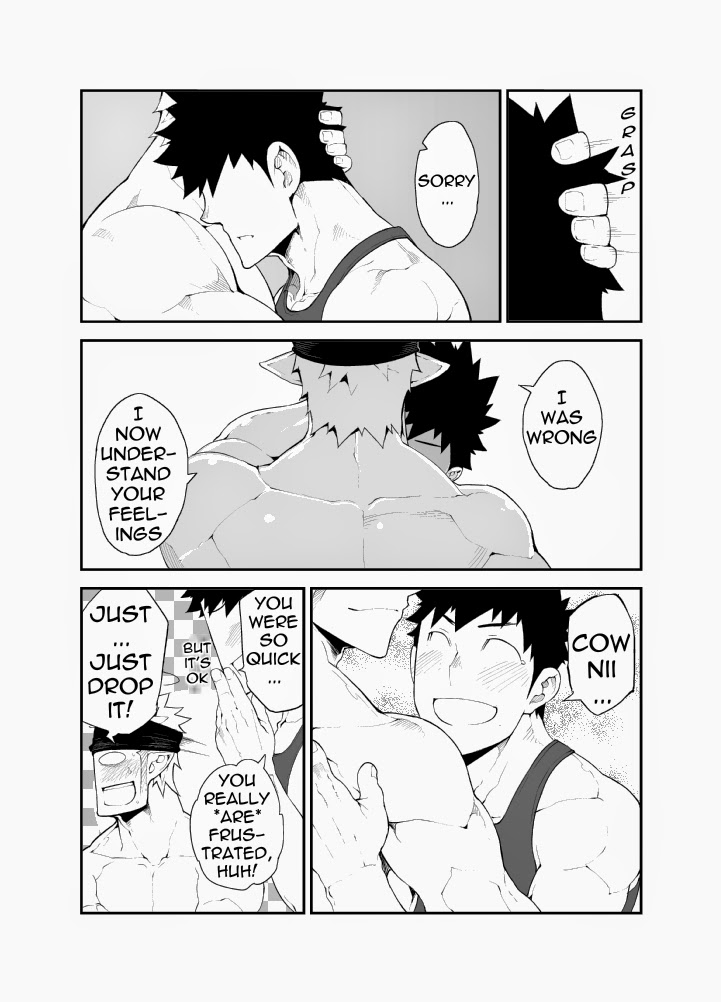 GRASP
SORRY
...
I
WAS
WRONG
I
NOW
UNDER-
STAND
YOUR
FEEL-
INGS
COW
NII
...
YOU
WERE
SO
QUICK
...
BUT
IT'S
OK
JUST
...
JUST
DROP
IT!
YOU
REALLY
*ARE*
FRUS-
TRATED,
HUH!